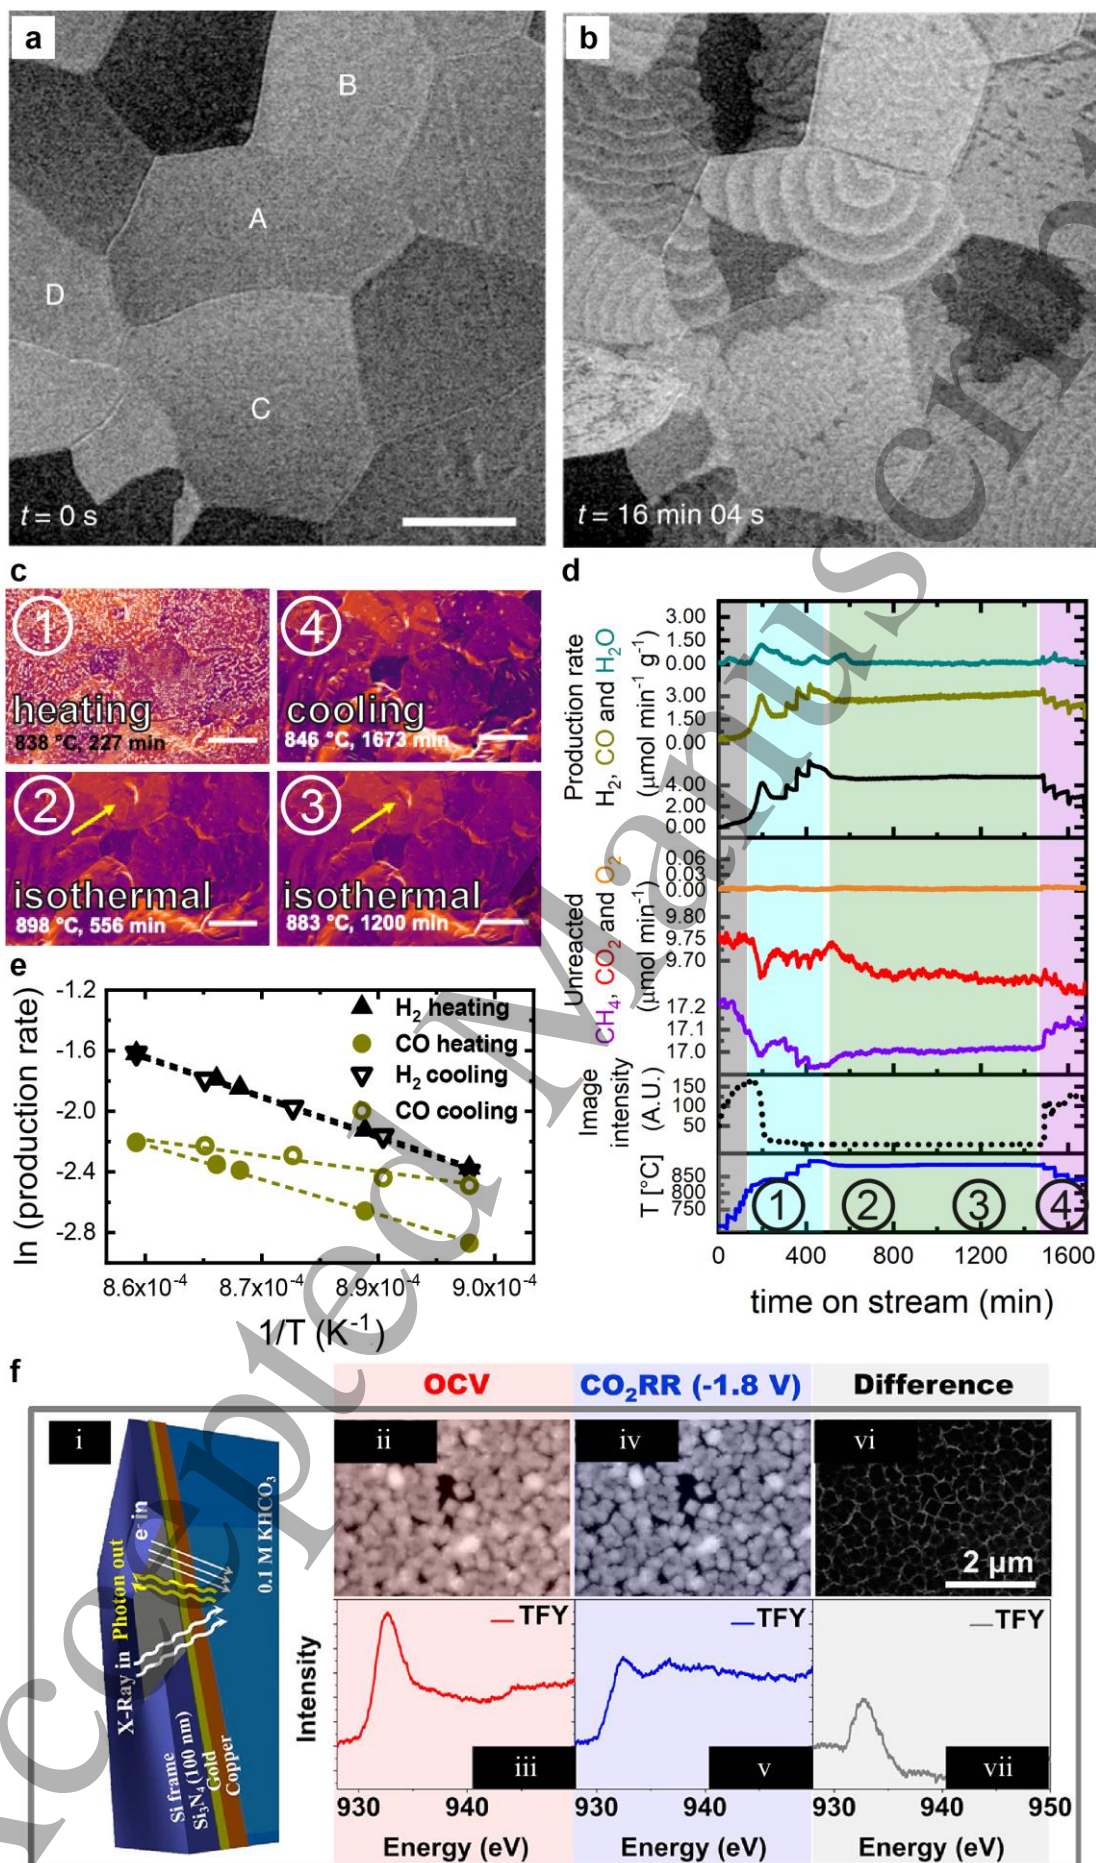 a
B
A
D
C
t = 0 s
b
t = 16 min 04 s
c
1
heating
838 °C, 227 min
4
cooling
846 °C, 1673 min
2
isothermal
898 °C, 556 min
3
isothermal
883 °C, 1200 min
d
Production rate
H₂, CO and H₂O
(μmol min⁻¹ g⁻¹)
3.00
1.50
0.00
3.00
1.50
0.00
4.00
2.00
0.00
Unreacted
CH₄, CO₂ and O₂
(μmol min⁻¹)
0.06
0.03
0.00
9.80
9.75
9.70
17.2
17.1
17.0
Image
intensity
(A.U.)
150
100
50
T [°C]
850
800
750
1 2 3 4
0 400 800 1200 1600
time on stream (min)
e
ln (production rate)
-1.2
-1.6
-2.0
-2.4
-2.8
H₂ heating
CO heating
H₂ cooling
CO cooling
8.6x10⁻⁴ 8.7x10⁻⁴ 8.9x10⁻⁴ 9.0x10⁻⁴
1/T (K⁻¹)
f
OCV CO₂RR (-1.8 V) Difference
i
e⁻ in
Photon out
X-Ray in
0.1 M KHCO₃
Si frame
Si₃N₄ (100 nm)
Gold
Copper
ii
iv
vi
2 μm
Intensity
TFY
iii
930 940
Energy (eV)
TFY
v
930 940
Energy (eV)
TFY
vii
930 940 950
Energy (eV)
Accepted Manuscript